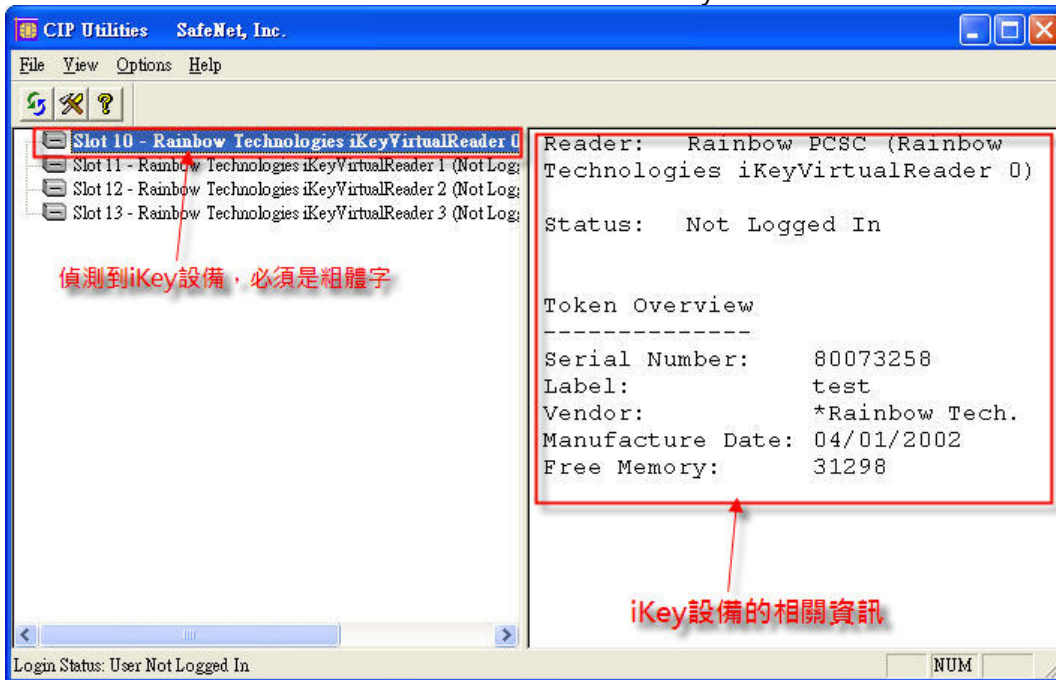 CIP Utilities SafeNet, Inc.
File View Options Help
Slot 10 - Rainbow Technologies iKeyVirtualReader 0
Slot 11 - Rainbow Technologies iKeyVirtualReader 1 (Not Log
Slot 12 - Rainbow Technologies iKeyVirtualReader 2 (Not Log
Slot 13 - Rainbow Technologies iKeyVirtualReader 3 (Not Log
偵測到iKey設備,必須是粗體字
Reader: Rainbow PCSC (Rainbow
Technologies iKeyVirtualReader 0)
Status: Not Logged In
Token Overview
--------------
Serial Number: 80073258
Label: test
Vendor: *Rainbow Tech.
Manufacture Date: 04/01/2002
Free Memory: 31298
iKey設備的相關資訊
Login Status: User Not Logged In
NUM